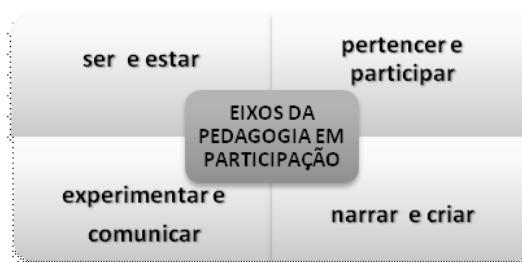 ser e estar
pertencer e
participar
EIXOS DA
PEDAGOGIA EM
PARTICIPAÇÃO
experimentar e
comunicar
narrar e criar